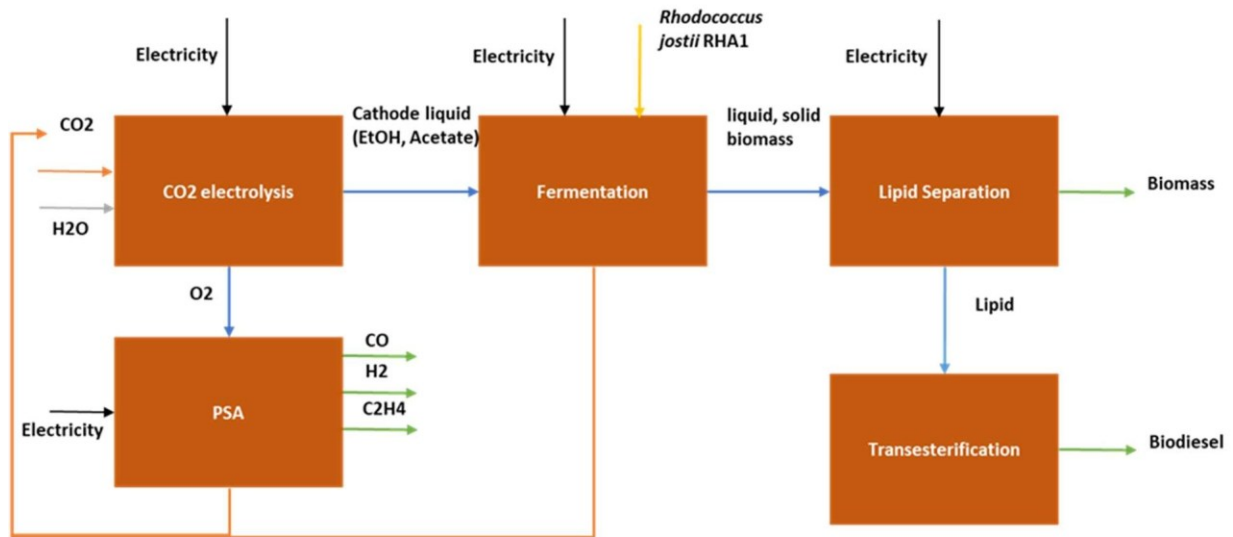 Electricity
Electricity
Rhodococcus
jostii RHA1
Electricity
CO2
Cathode liquid
(EtOH, Acetate)
liquid, solid
biomass
CO2 electrolysis
Fermentation
Lipid Separation
Biomass
H2O
O2
Lipid
CO
H2
C2H4
PSA
Electricity
Transesterification
Biodiesel